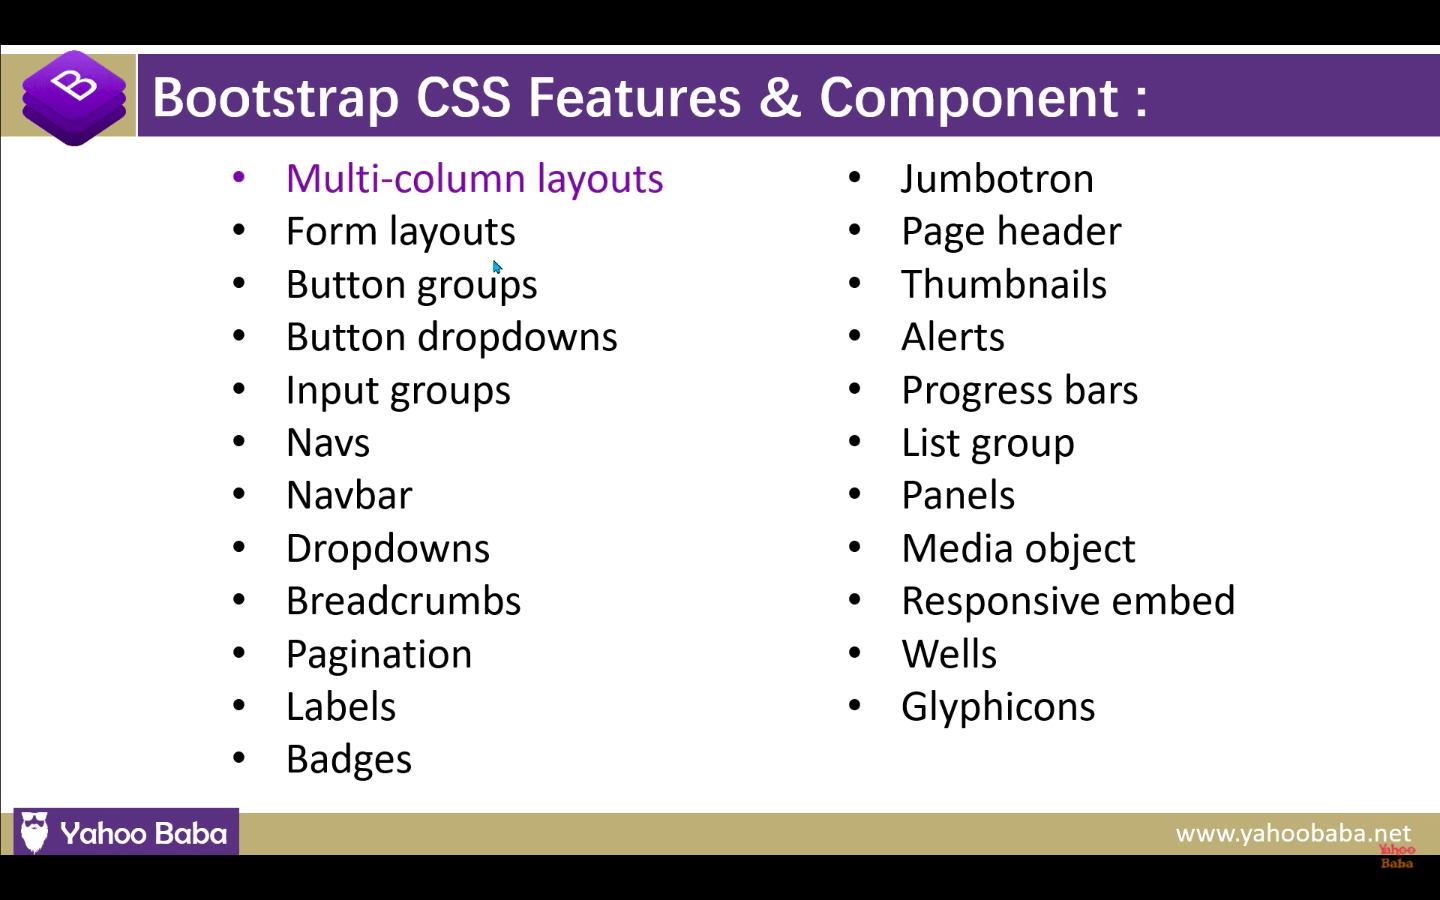 B
Bootstrap CSS Features & Component :
• Multi-column layouts
• Form layouts
• Button groups
• Button dropdowns
• Input groups
• Navs
• Navbar
• Dropdowns
• Breadcrumbs
• Pagination
• Labels
• Badges
• Jumbotron
• Page header
• Thumbnails
• Alerts
• Progress bars
• List group
• Panels
• Media object
• Responsive embed
• Wells
• Glyphicons
Yahoo Baba
www.yahoobaba.net
Yahoo
Baba